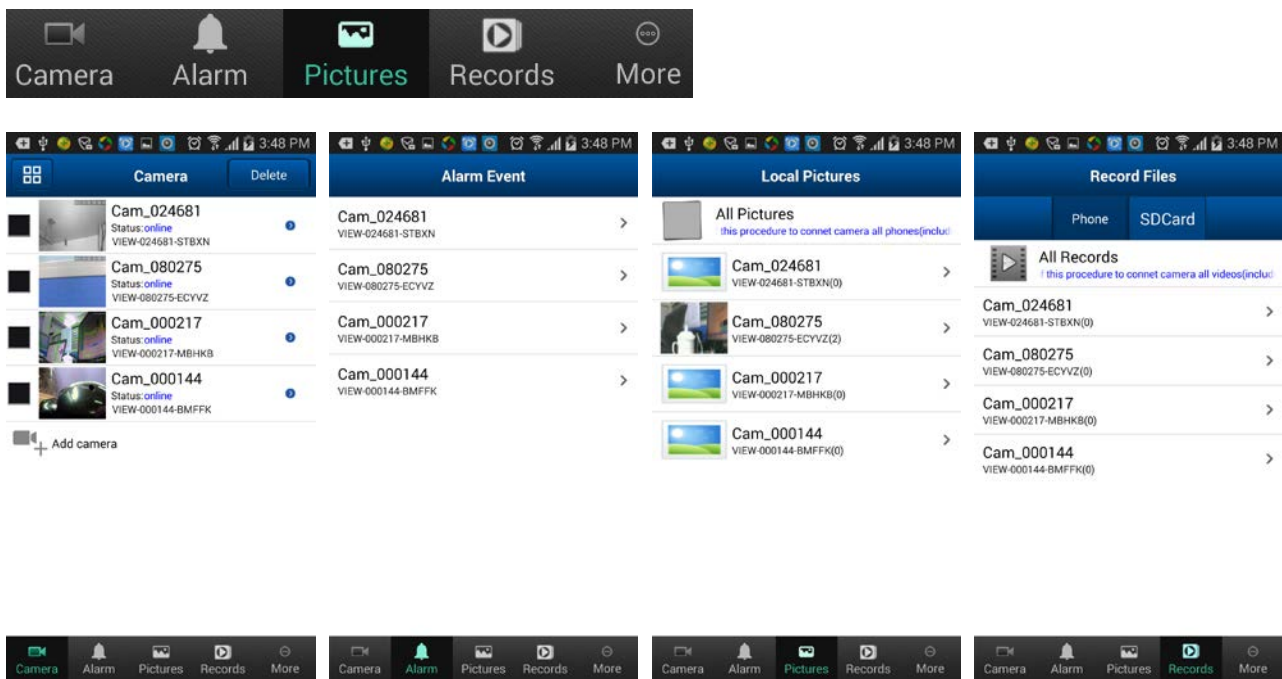 Camera Alarm Pictures Records More
3:48 PM
Camera Delete
Cam_024681
Status:online
VIEW-024681-STBXN
Cam_080275
Status:online
VIEW-080275-ECYVZ
Cam_000217
Status:online
VIEW-000217-MBHKB
Cam_000144
Status:online
VIEW-000144-BMFFK
Add camera
Camera Alarm Pictures Records More
3:48 PM
Alarm Event
Cam_024681
VIEW-024681-STBXN
Cam_080275
VIEW-080275-ECYVZ
Cam_000217
VIEW-000217-MBHKB
Cam_000144
VIEW-000144-BMFFK
Camera Alarm Pictures Records More
3:48 PM
Local Pictures
All Pictures
this procedure to connet camera all phones(includ
Cam_024681
VIEW-024681-STBXN(0)
Cam_080275
VIEW-080275-ECYVZ(2)
Cam_000217
VIEW-000217-MBHKB(0)
Cam_000144
VIEW-000144-BMFFK(0)
Camera Alarm Pictures Records More
3:48 PM
Record Files
Phone SDCard
All Records
this procedure to connet camera all videos(includ
Cam_024681
VIEW-024681-STBXN(0)
Cam_080275
VIEW-080275-ECYVZ(0)
Cam_000217
VIEW-000217-MBHKB(0)
Cam_000144
VIEW-000144-BMFFK(0)
Camera Alarm Pictures Records More